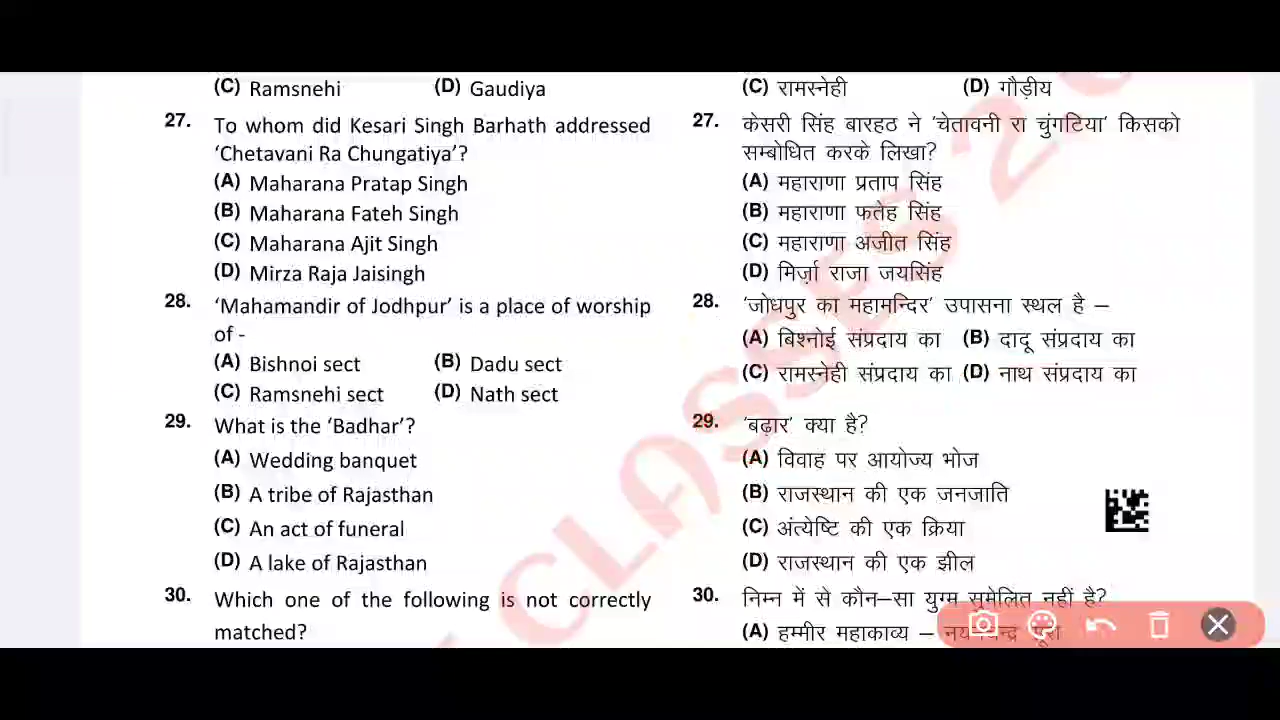 (C) Ramsnehi (D) Gaudiya
27. To whom did Kesari Singh Barhath addressed
‘Chetavani Ra Chungatiya’?
(A) Maharana Pratap Singh
(B) Maharana Fateh Singh
(C) Maharana Ajit Singh
(D) Mirza Raja Jaisingh
28. ‘Mahamandir of Jodhpur’ is a place of worship
of -
(A) Bishnoi sect (B) Dadu sect
(C) Ramsnehi sect (D) Nath sect
29. What is the ‘Badhar’?
(A) Wedding banquet
(B) A tribe of Rajasthan
(C) An act of funeral
(D) A lake of Rajasthan
30. Which one of the following is not correctly
matched?
(C) रामस्नेही (D) गौड़ीय
27. केसरी सिंह बारहठ ने ‘चेतावनी रा चुंगटिया’ किसको
सम्बोधित करके लिखा?
(A) महाराणा प्रताप सिंह
(B) महाराणा फतेह सिंह
(C) महाराणा अजीत सिंह
(D) मिर्ज़ा राजा जयसिंह
28. ‘जोधपुर का महामन्दिर’ उपासना स्थल है –
(A) बिश्नोई संप्रदाय का (B) दादू संप्रदाय का
(C) रामस्नेही संप्रदाय का (D) नाथ संप्रदाय का
29. ‘बढ़ार’ क्या है?
(A) विवाह पर आयोज्य भोज
(B) राजस्थान की एक जनजाति
(C) अंत्येष्टि की एक क्रिया
(D) राजस्थान की एक झील
30. निम्न में से कौन–सा युग्म सुमेलित नहीं है?
(A) हम्मीर महाकाव्य –
CLASSES